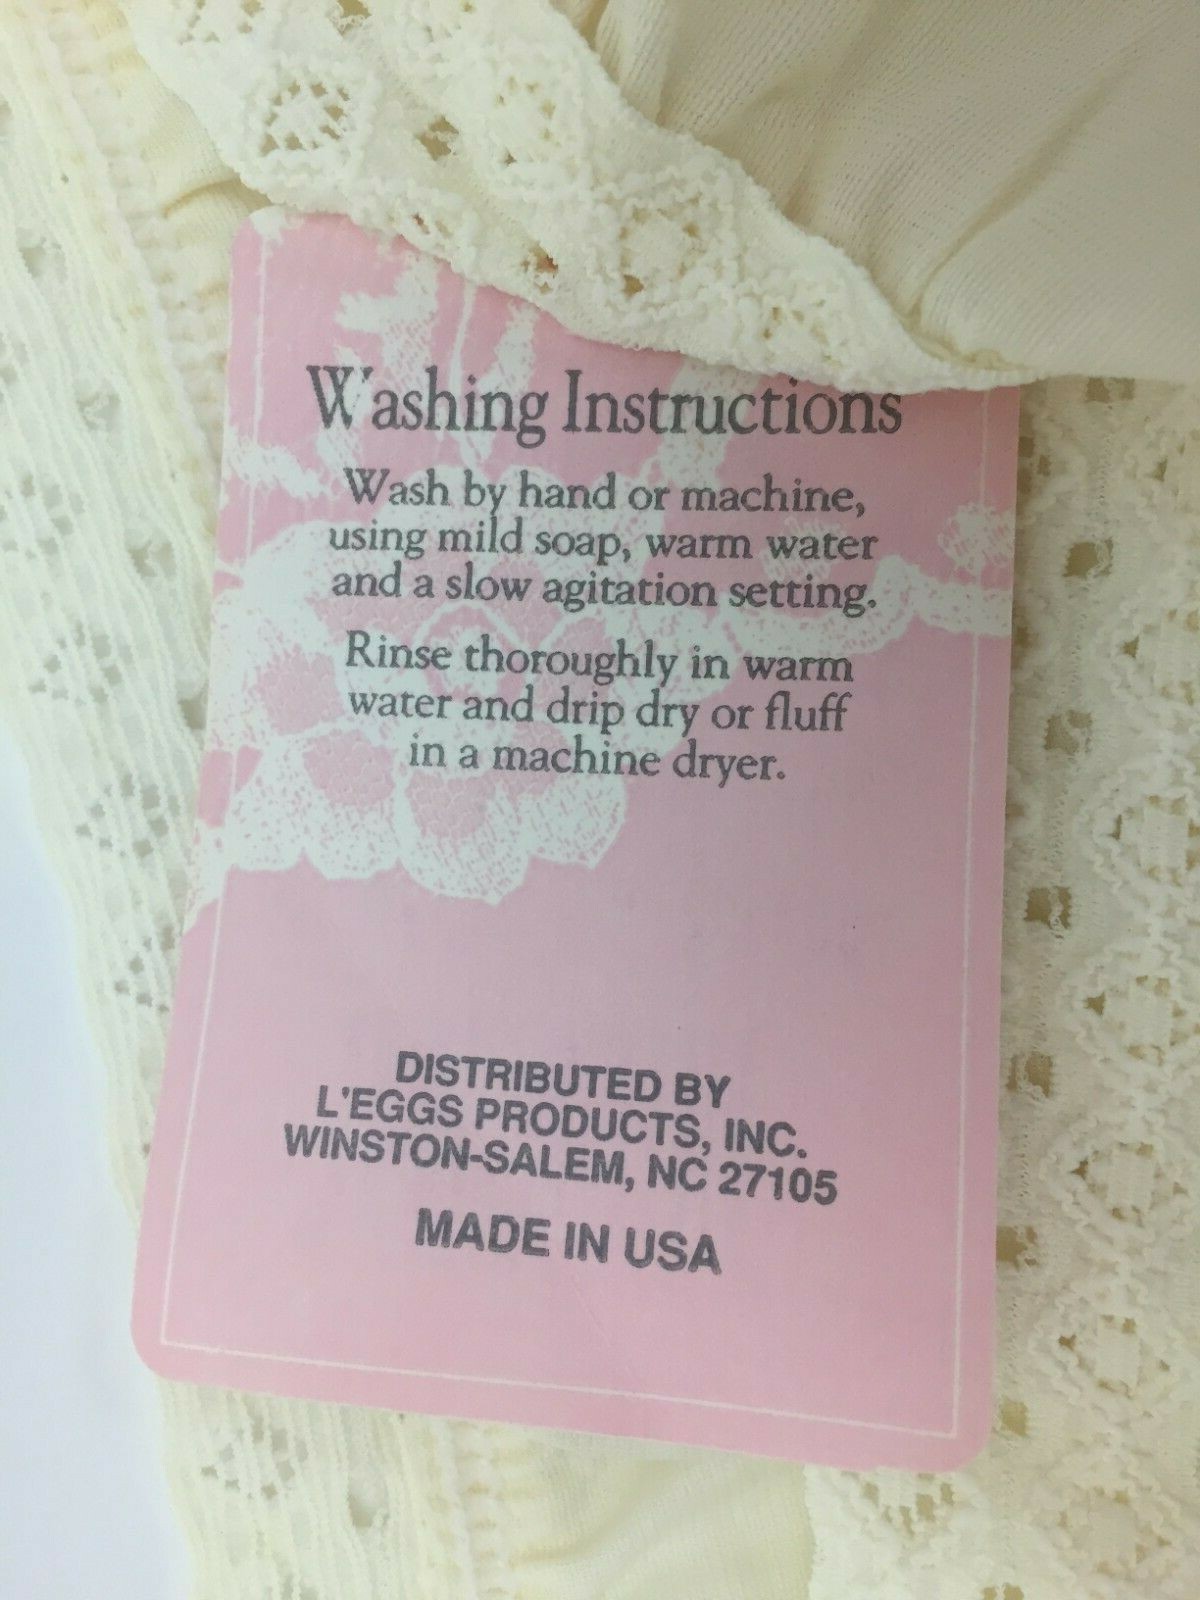 Washing Instructions
Wash by hand or machine,
using mild soap, warm water
and a slow agitation setting.
Rinse thoroughly in warm
water and drip dry or fluff
in a machine dryer.
DISTRIBUTED BY
L'EGGS PRODUCTS, INC.
WINSTON-SALEM, NC 27105
MADE IN USA